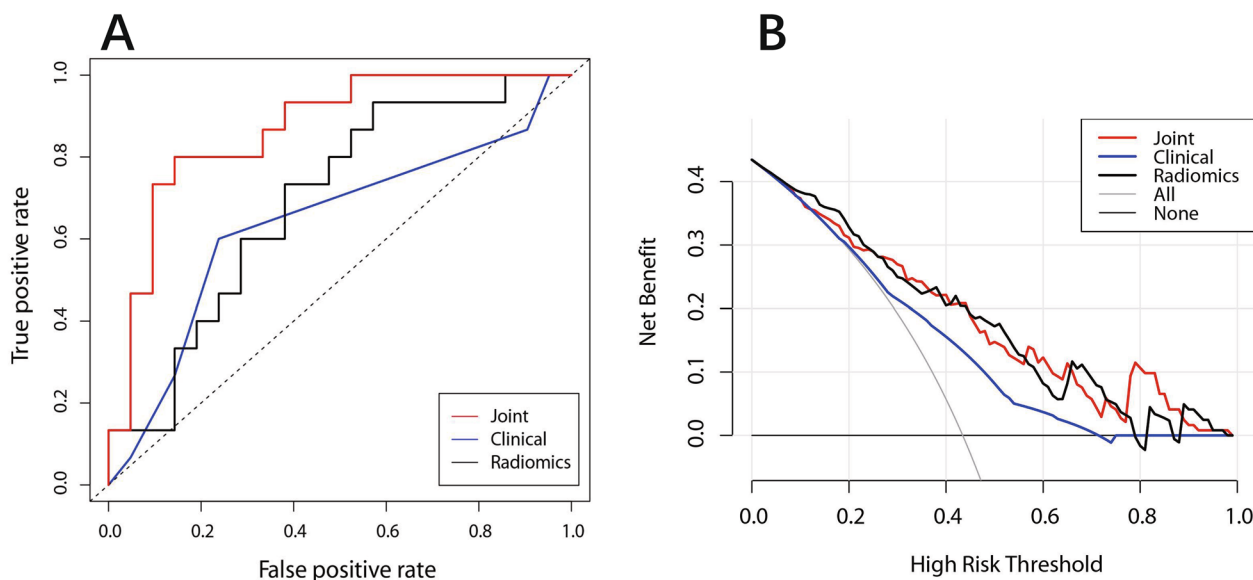 A
True positive rate
1.0
0.8
0.6
0.4
0.2
0.0
Joint
Clinical
Radiomics
0.0 0.2 0.4 0.6 0.8 1.0
False positive rate
B
Net Benefit
0.4
0.3
0.2
0.1
0.0
Joint
Clinical
Radiomics
All
None
0.0 0.2 0.4 0.6 0.8 1.0
High Risk Threshold